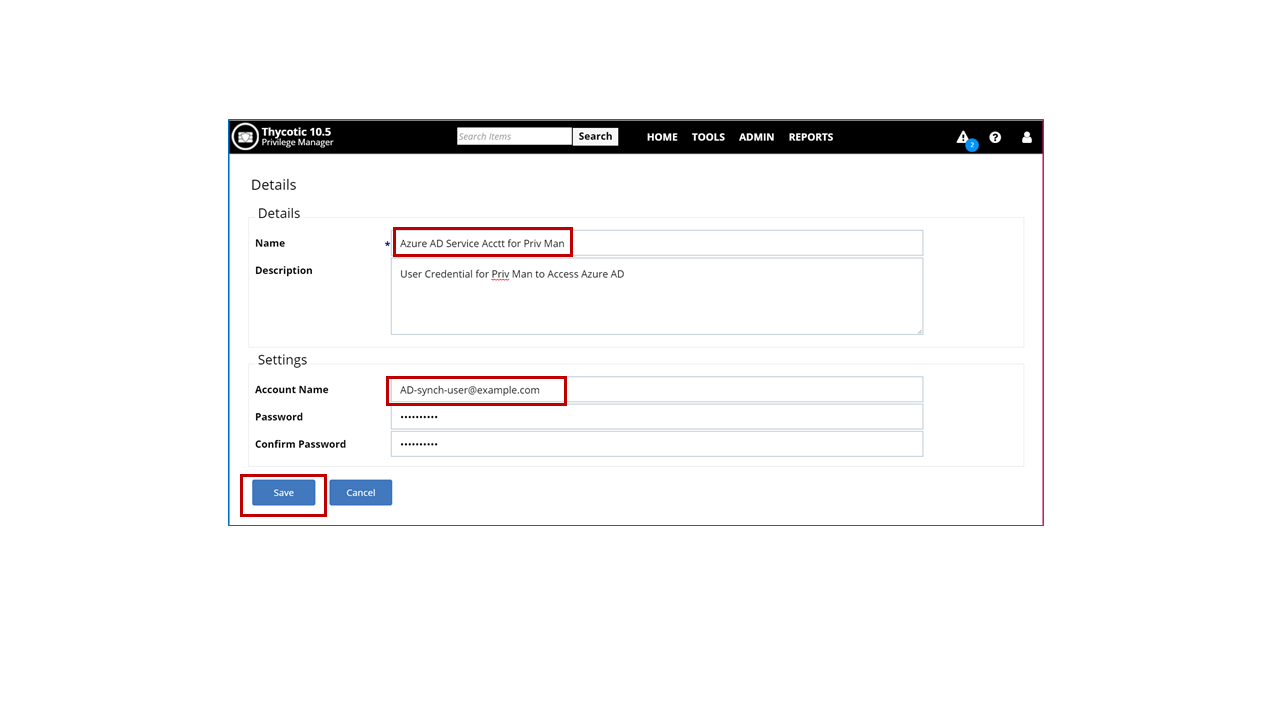 Thycotic 10.5
Privilege Manager
Search Items
Search
HOME TOOLS ADMIN REPORTS
2
?
Details
Details
Name * Azure AD Service Acctt for Priv Man
Description User Credential for Priv Man to Access Azure AD
Settings
Account Name AD-synch-user@example.com
Password ••••••••••
Confirm Password ••••••••••
Save Cancel